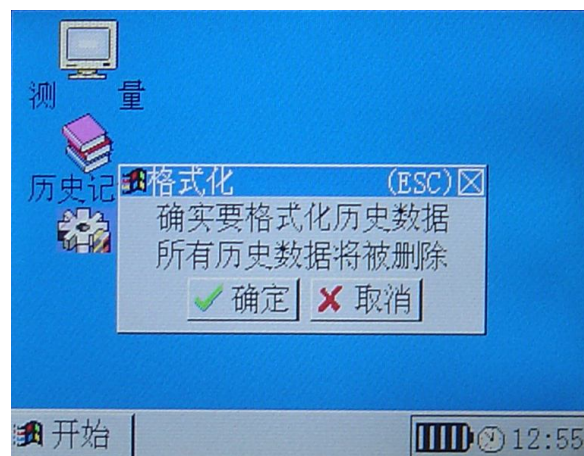 测 量
历史记
格式化 (ESC)
确实要格式化历史数据
所有历史数据将被删除
确定 取消
开始 12:55